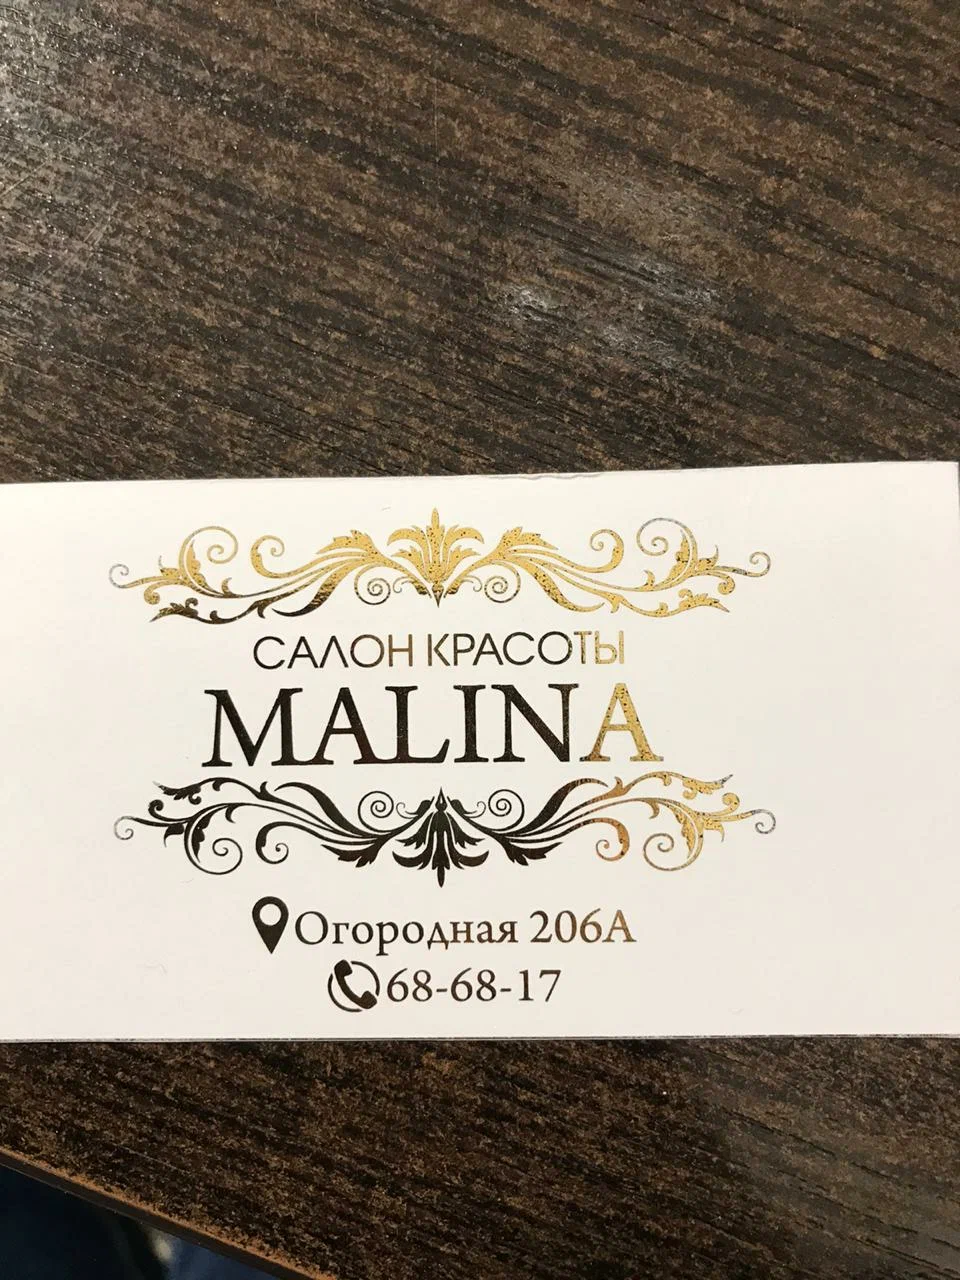 САЛОН КРАСОТЫ
MALINA
Огородная 206А
68-68-17